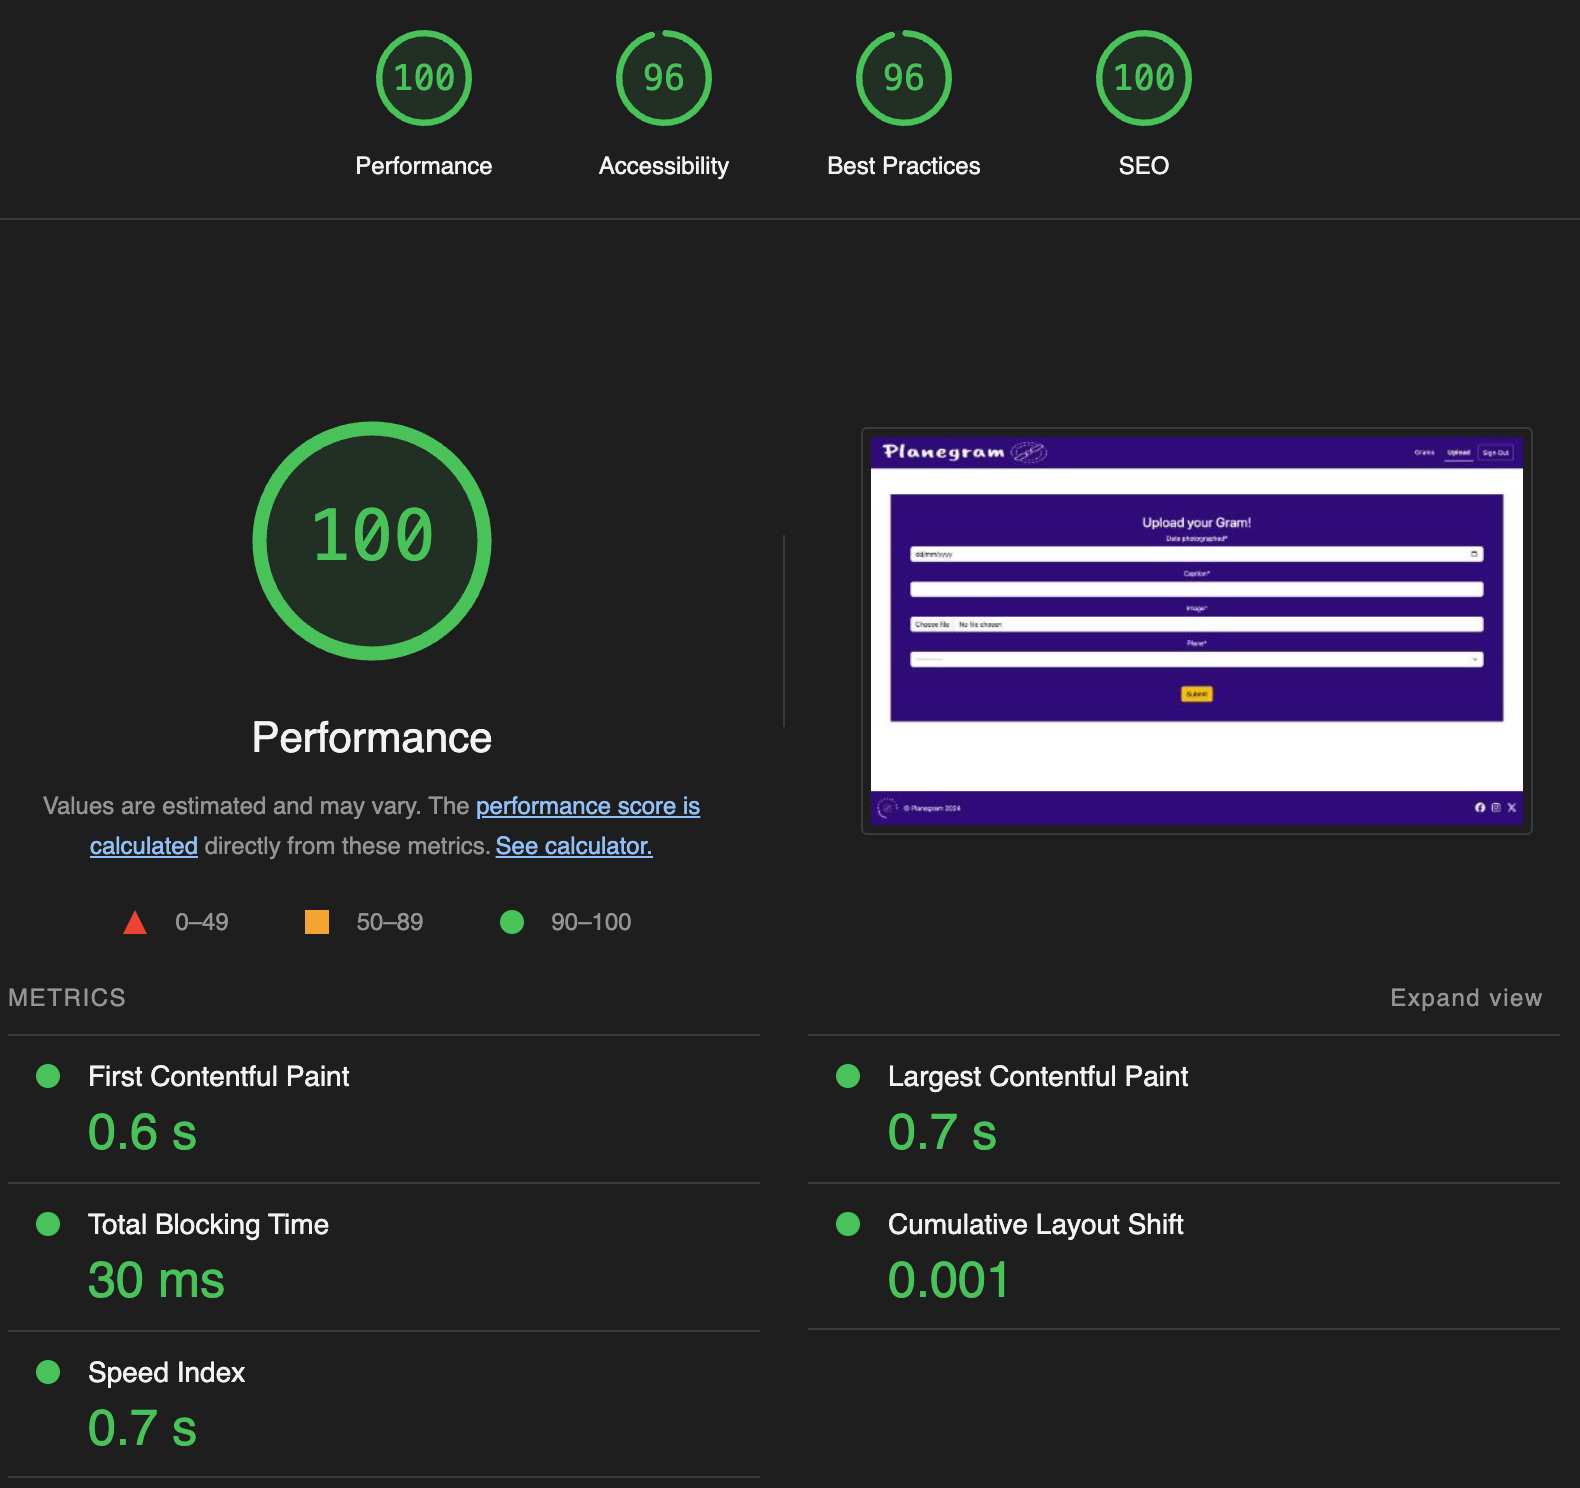 100
96
96
100
Performance
Accessibility
Best Practices
SEO
100
Performance
Values are estimated and may vary. The performance score is
calculated directly from these metrics. See calculator.
0–49
50–89
90–100
Planegram
Grams
Upload
Sign Out
Upload your Gram!
Date photographed*
dd/mm/yyyy
Caption*
Image*
Choose file
No file chosen
Plane*
---------
Submit
© Planegram 2024
METRICS
Expand view
First Contentful Paint
0.6 s
Largest Contentful Paint
0.7 s
Total Blocking Time
30 ms
Cumulative Layout Shift
0.001
Speed Index
0.7 s